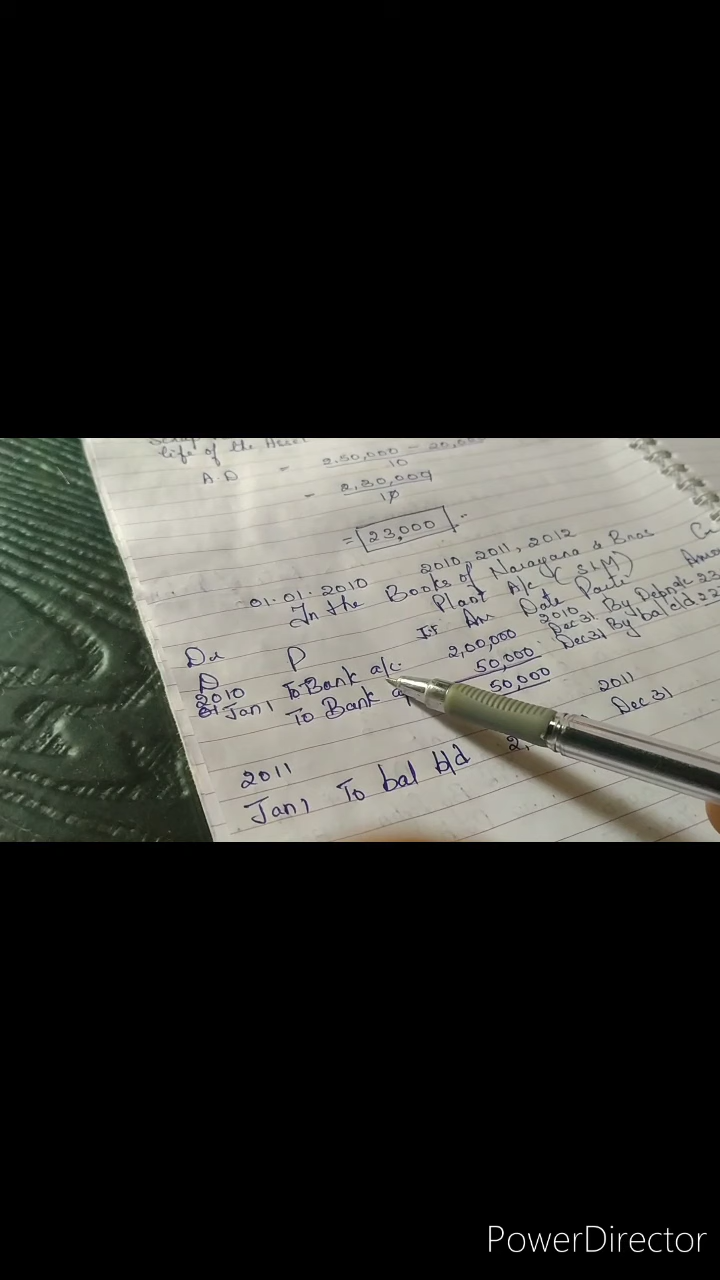 life of the Asset
A.D = 2,50,000 - 20,000
10
= 2,30,000
10
= 23,000
01.01.2010 2010, 2011, 2012
In the Books of Narayana & Bros
Plant A/c (SLM)
D P Am Date Parti Amou
2010 2010
Jan 1 To Bank a/c 2,00,000 Dec 31 By Depn a/c 23
To Bank a 50,000 Dec 31 By bal c/d 22
50,000
2011 2011
Jan 1 To bal b/d 2, Dec 31
PowerDirector